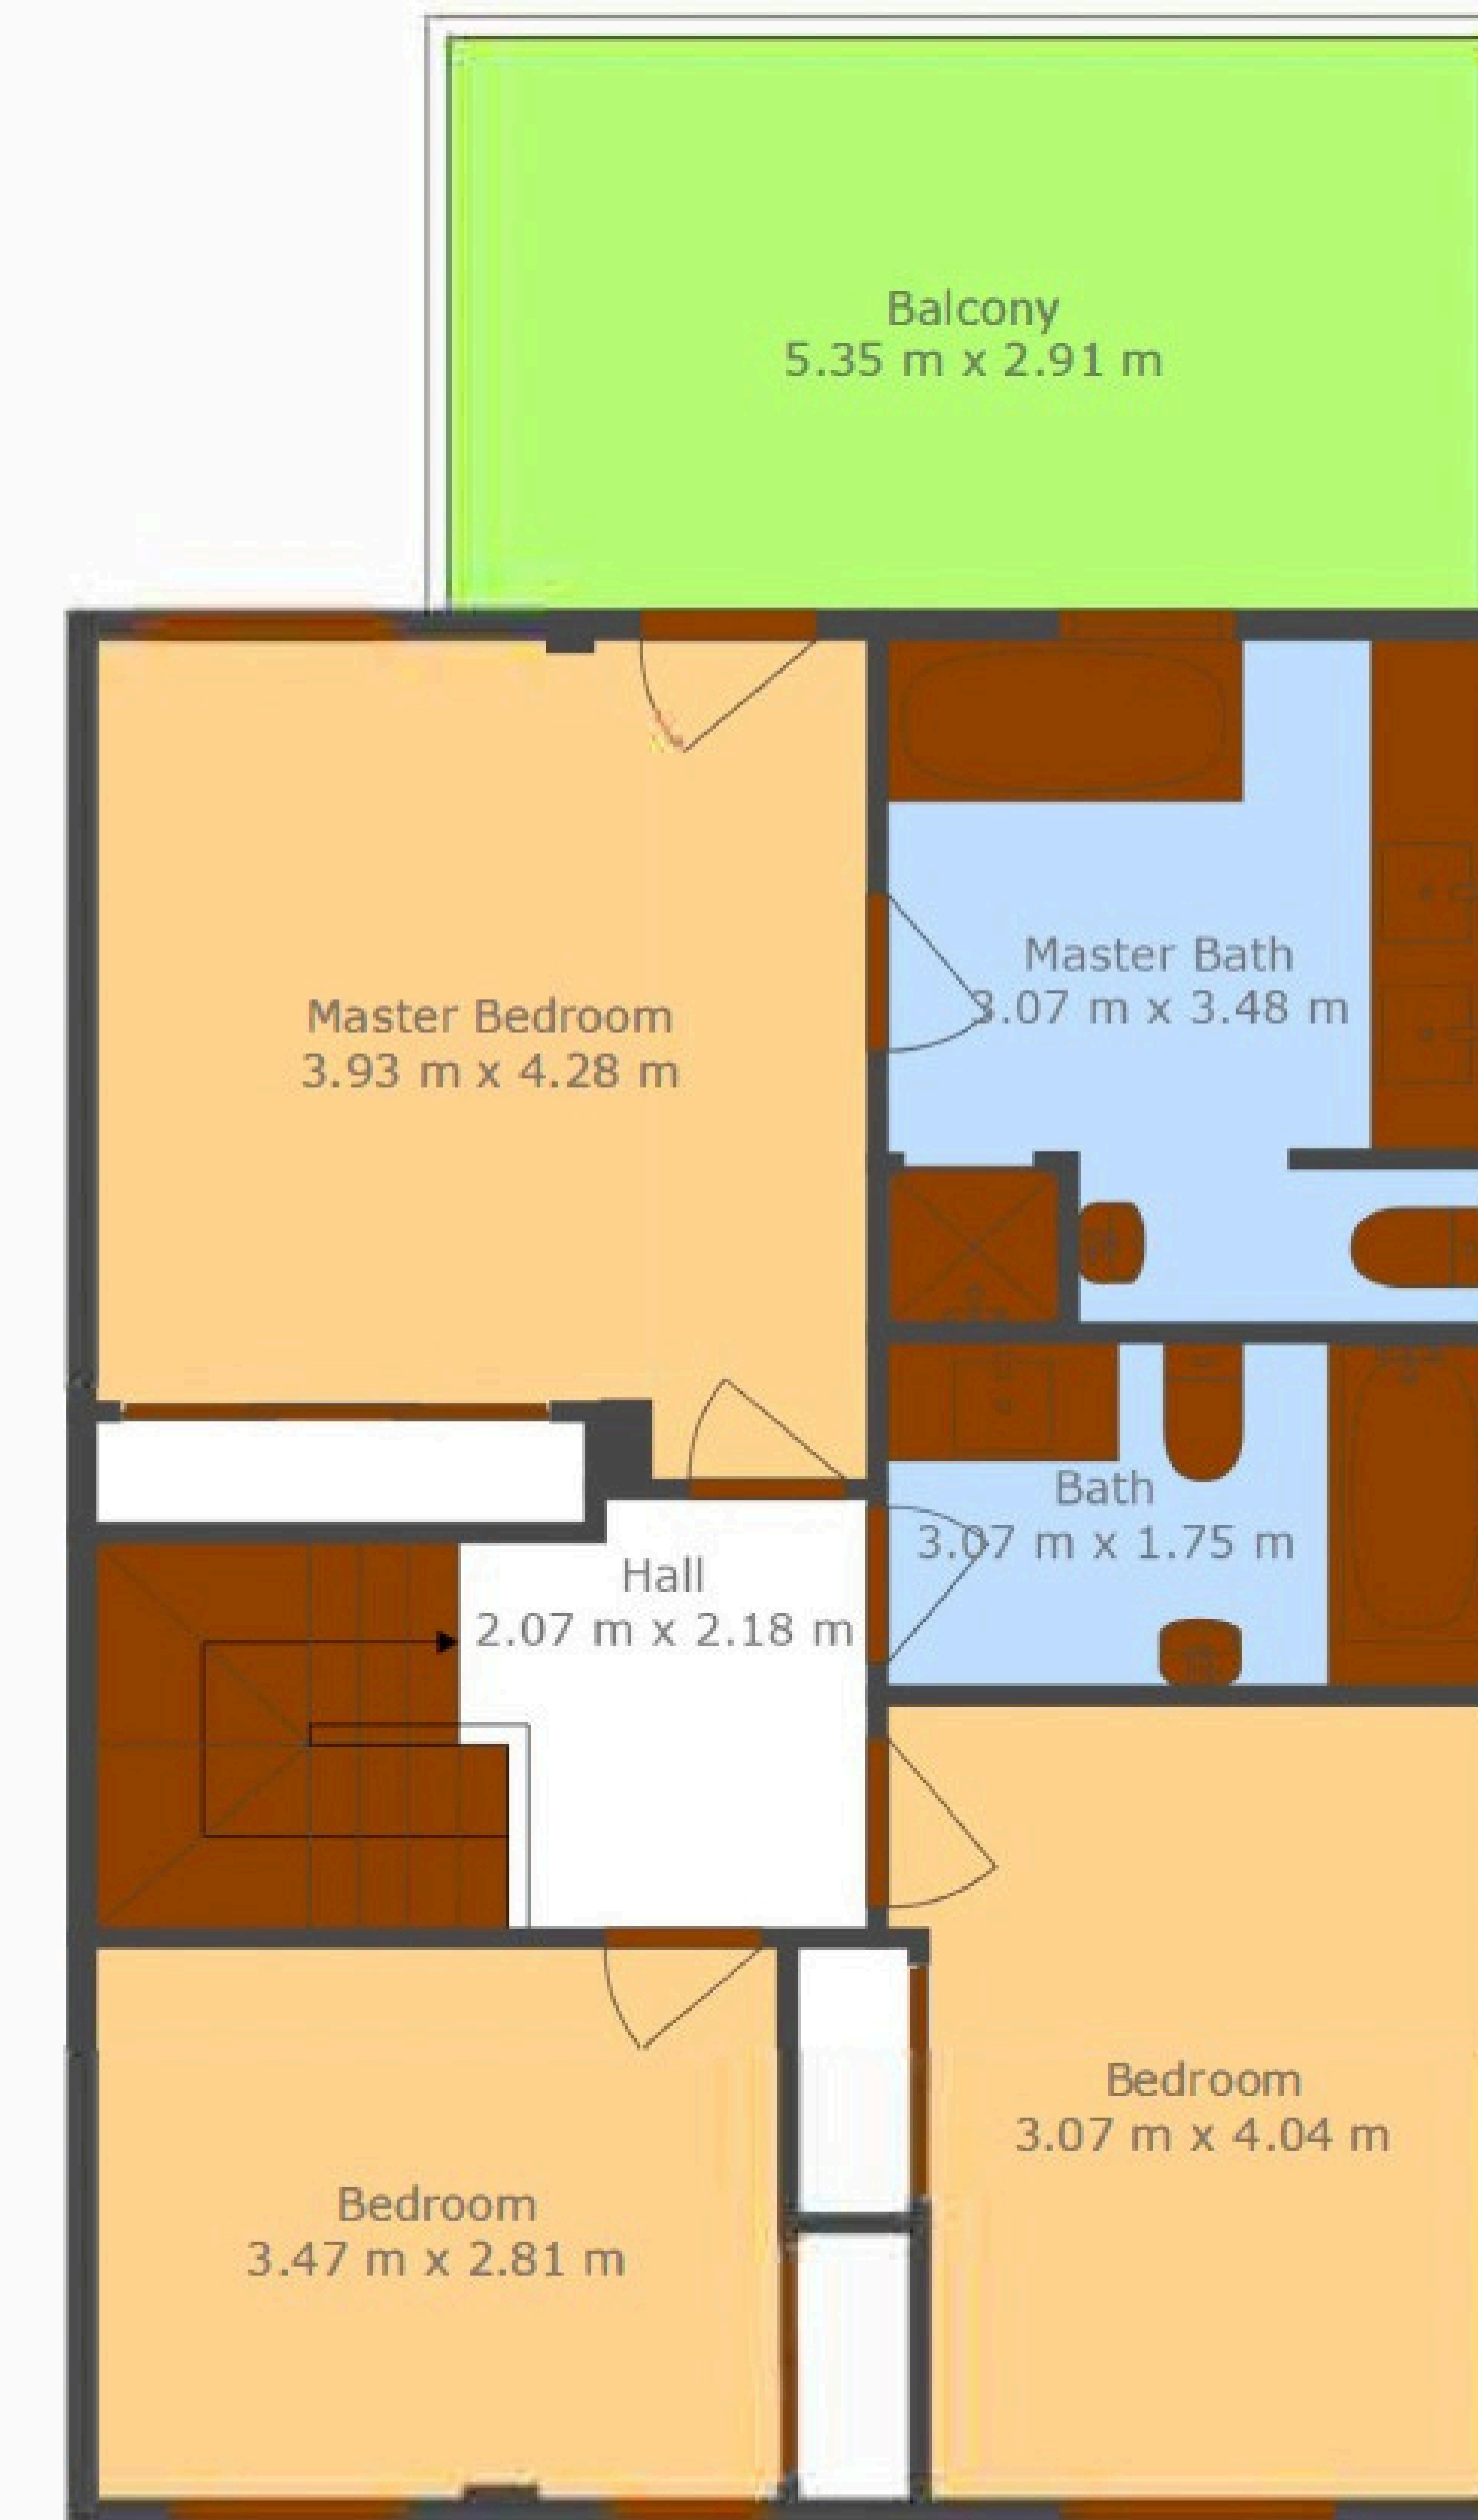 Balcony
5.35 m x 2.91 m
Master Bath
3.07 m x 3.48 m
Master Bedroom
3.93 m x 4.28 m
Bath
3.07 m x 1.75 m
Hall
2.07 m x 2.18 m
Bedroom
3.07 m x 4.04 m
Bedroom
3.47 m x 2.81 m